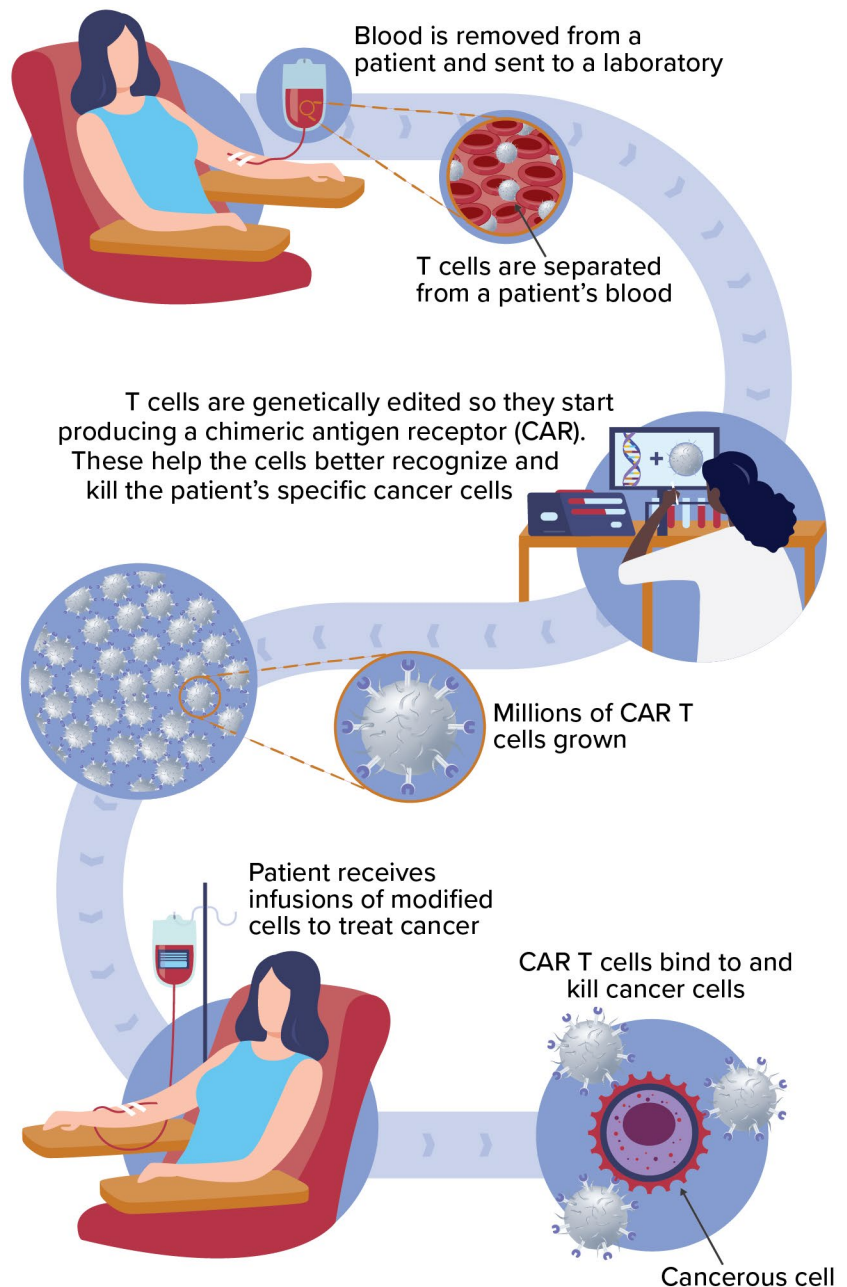 Blood is removed from a
patient and sent to a laboratory
T cells are separated
from a patient’s blood
T cells are genetically edited so they start
producing a chimeric antigen receptor (CAR).
These help the cells better recognize and
kill the patient’s specific cancer cells
+
Millions of CAR T
cells grown
Patient receives
infusions of modified
cells to treat cancer
CAR T cells bind to and
kill cancer cells
Cancerous cell